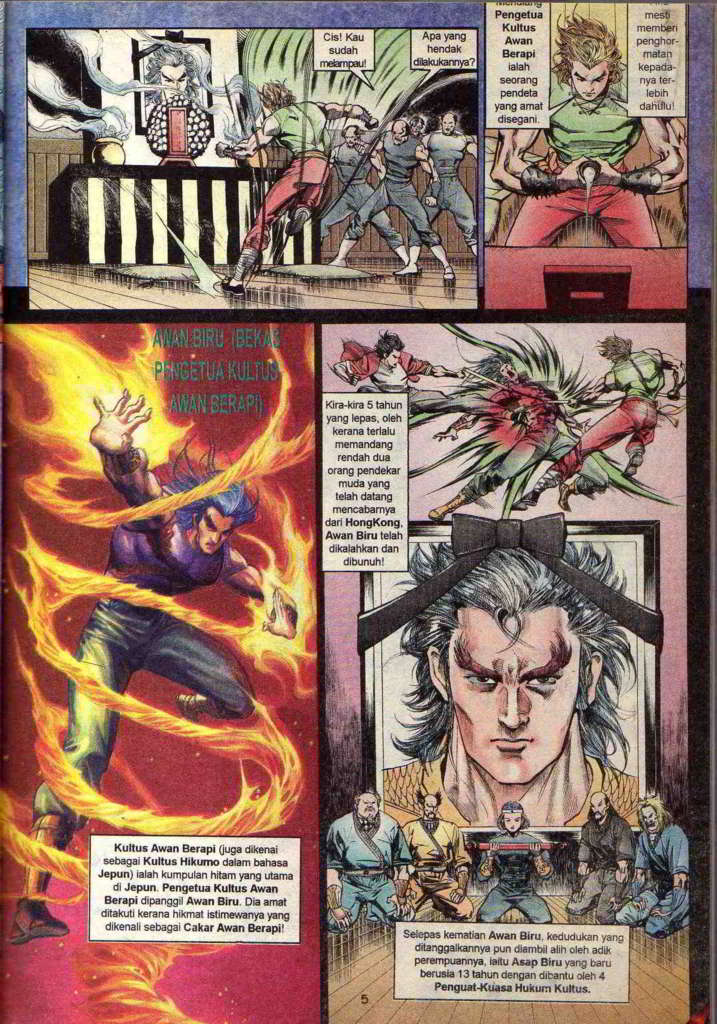 Cis! Kau
sudah
melampau!
Apa yang
hendak
dilakukannya?
Pengetua
Kultus
Awan
Berapi
ialah
seorang
pendeta
yang amat
disegani.
mesti
memberi
penghor-
matan
kepada-
nya ter-
lebih
dahulu!
AWAN BIRU (BEKAS
PENGETUA KULTUS
AWAN BERAPI)
Kira-kira 5 tahun
yang lepas, oleh
kerana terlalu
memandang
rendah dua
orang pendekar
muda yang
telah datang
mencabarnya
dari HongKong,
Awan Biru telah
dikalahkan dan
dibunuh!
Kultus Awan Berapi (juga dikenai
sebagai Kultus Hikumo dalam bahasa
Jepun) ialah kumpulan hitam yang utama
di Jepun. Pengetua Kultus Awan
Berapi dipanggil Awan Biru. Dia amat
ditakuti kerana hikmat istimewanya yang
dikenali sebagai Cakar Awan Berapi!
Selepas kematian Awan Biru, kedudukan yang
ditanggalkannya pun diambil alih oleh adik
perempuannya, iaitu Asap Biru yang baru
berusia 13 tahun dengan dibantu oleh 4
Penguat-Kuasa Hukum Kultus.
5